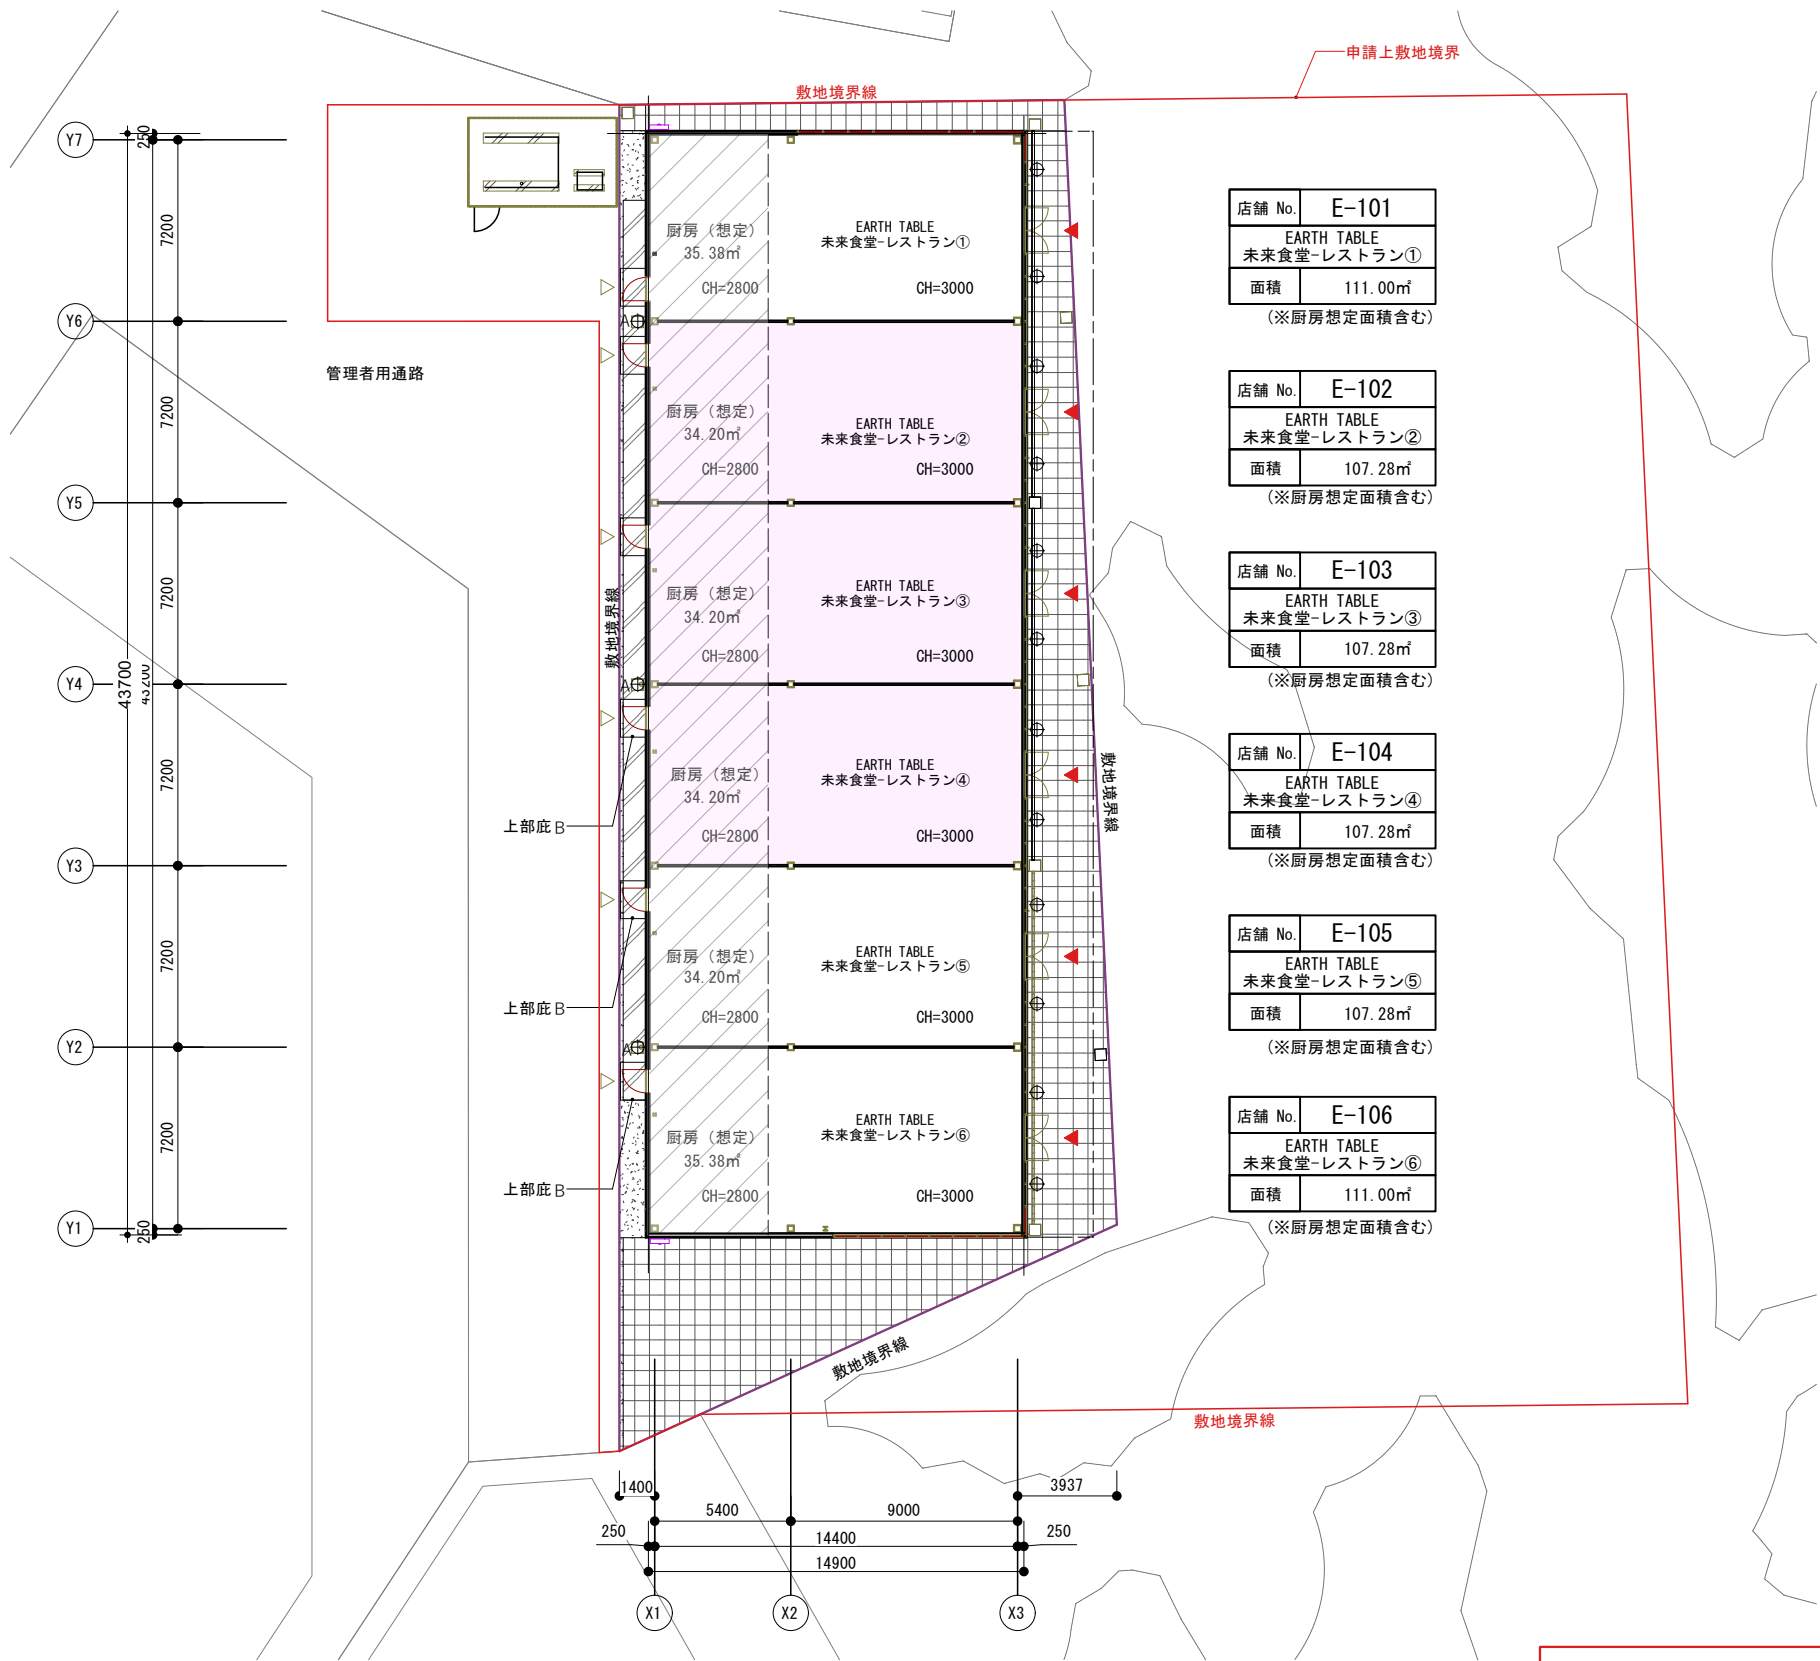 申請上敷地境界
敷地境界線
Y7
250
7200
厨房（想定）
35.38㎡
CH=2800
EARTH TABLE
未来食堂-レストラン①
CH=3000
店舗 No. E-101
EARTH TABLE
未来食堂-レストラン①
面積 111.00㎡
(※厨房想定面積含む)
Y6
A
管理者用通路
7200
厨房（想定）
34.20㎡
CH=2800
EARTH TABLE
未来食堂-レストラン②
CH=3000
店舗 No. E-102
EARTH TABLE
未来食堂-レストラン②
面積 107.28㎡
(※厨房想定面積含む)
Y5
7200
敷地境界線
厨房（想定）
34.20㎡
CH=2800
EARTH TABLE
未来食堂-レストラン③
CH=3000
店舗 No. E-103
EARTH TABLE
未来食堂-レストラン③
面積 107.28㎡
(※厨房想定面積含む)
Y4
43700
43200
A
7200
厨房（想定）
34.20㎡
CH=2800
EARTH TABLE
未来食堂-レストラン④
CH=3000
敷地境界線
店舗 No. E-104
EARTH TABLE
未来食堂-レストラン④
面積 107.28㎡
(※厨房想定面積含む)
上部庇B
Y3
7200
厨房（想定）
34.20㎡
CH=2800
EARTH TABLE
未来食堂-レストラン⑤
CH=3000
店舗 No. E-105
EARTH TABLE
未来食堂-レストラン⑤
面積 107.28㎡
(※厨房想定面積含む)
上部庇B
Y2
A
7200
厨房（想定）
35.38㎡
CH=2800
EARTH TABLE
未来食堂-レストラン⑥
CH=3000
店舗 No. E-106
EARTH TABLE
未来食堂-レストラン⑥
面積 111.00㎡
(※厨房想定面積含む)
上部庇B
Y1
250
敷地境界線
敷地境界線
1400
3937
5400
9000
250
14400
250
14900
X1
X2
X3